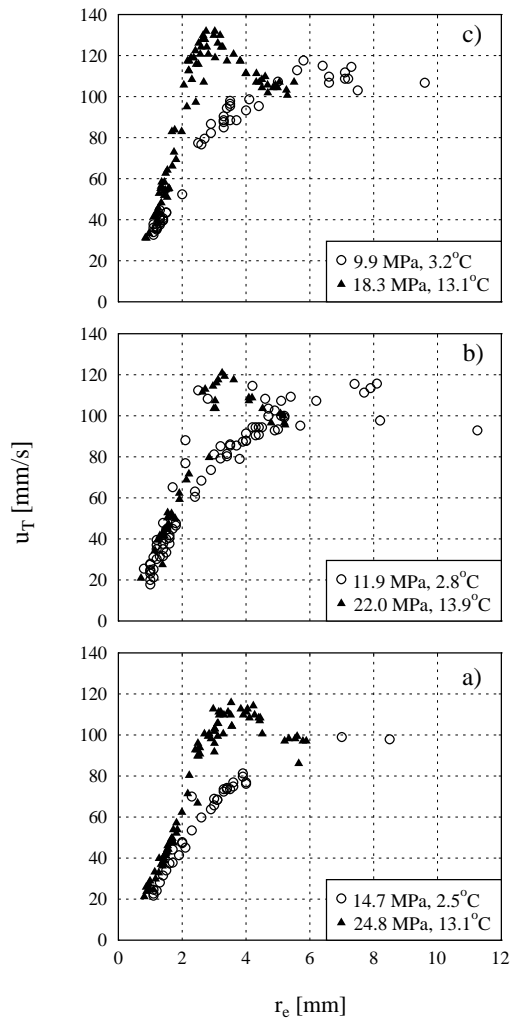 140
c)
120
100
80
60
40
20
0
9.9 MPa, 3.2°C
18.3 MPa, 13.1°C
140
b)
120
100
80
60
40
20
0
11.9 MPa, 2.8°C
22.0 MPa, 13.9°C
u_T [mm/s]
140
a)
120
100
80
60
40
20
0
14.7 MPa, 2.5°C
24.8 MPa, 13.1°C
0 2 4 6 8 10 12
r_e [mm]